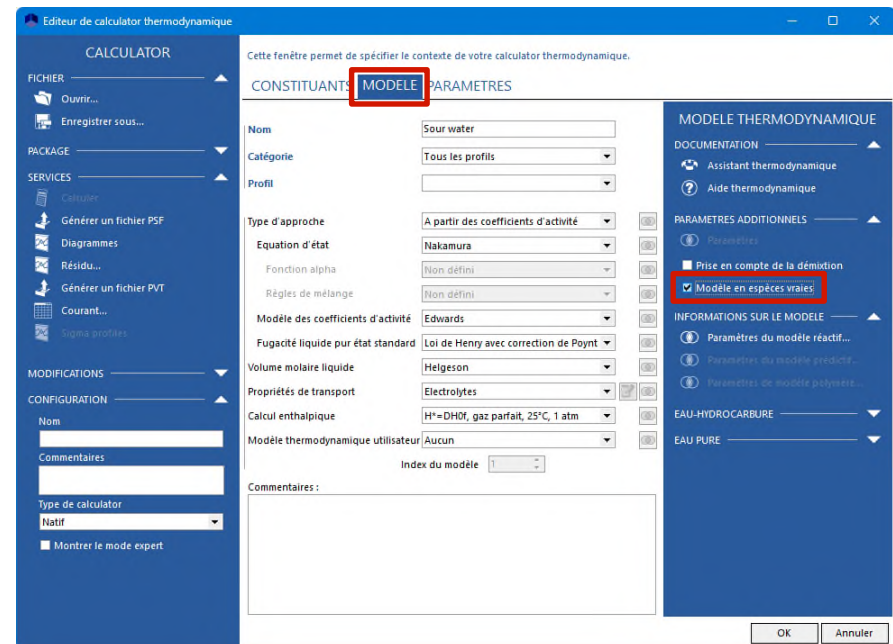 Editeur de calculator thermodynamique
CALCULATOR
FICHIER
Ouvrir...
Enregistrer sous...
PACKAGE
SERVICES
Calculer
Générer un fichier PSF
Diagrammes
Résidu...
Générer un fichier PVT
Courant...
Sigma profiles
MODIFICATIONS
CONFIGURATION
Nom
Commentaires
Type de calculator
Natif
Montrer le mode expert
Cette fenêtre permet de spécifier le contexte de votre calculator thermodynamique.
CONSTITUANTS MODELE PARAMETRES
Nom Sour water
Catégorie Tous les profils
Profil
Type d'approche A partir des coefficients d'activité
Equation d'état Nakamura
Fonction alpha Non défini
Règles de mélange Non défini
Modèle des coefficients d'activité Edwards
Fugacité liquide pur état standard Loi de Henry avec correction de Poynt
Volume molaire liquide Helgeson
Propriétés de transport Electrolytes
Calcul enthalpique H*=DH0f, gaz parfait, 25°C, 1 atm
Modèle thermodynamique utilisateur Aucun
Index du modèle 1
Commentaires :
MODELE THERMODYNAMIQUE
DOCUMENTATION
Assistant thermodynamique
Aide thermodynamique
PARAMETRES ADDITIONNELS
Paramètres
Prise en compte de la démixtion
Modèle en espèces vraies
INFORMATIONS SUR LE MODELE
Paramètres du modèle réactif...
Paramètres du modèle prédictif...
Paramètres de modèle polymère...
EAU-HYDROCARBURE
EAU PURE
OK Annuler